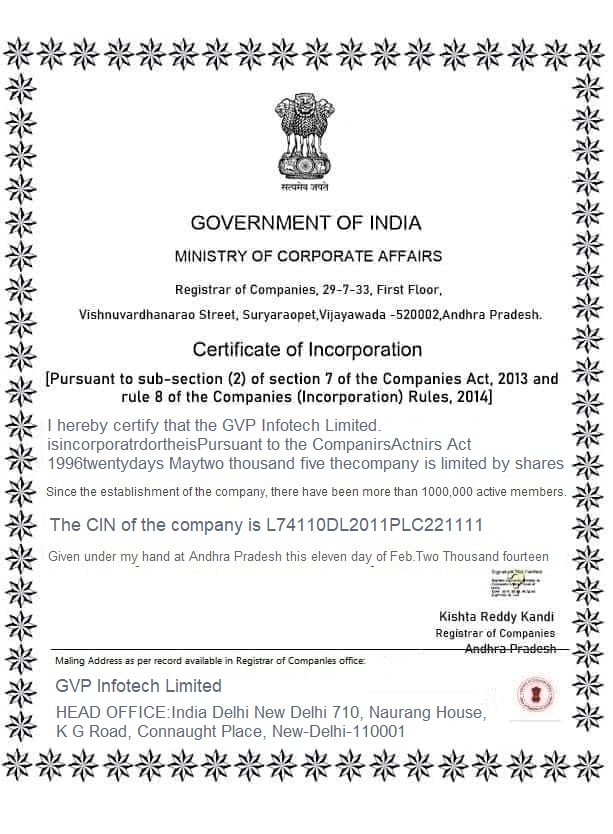 सत्यमेव जयते
GOVERNMENT OF INDIA
MINISTRY OF CORPORATE AFFAIRS
Registrar of Companies, 29-7-33, First Floor,
Vishnuvardhanarao Street, Suryaraopet,Vijayawada -520002,Andhra Pradesh.
Certificate of Incorporation
[Pursuant to sub-section (2) of section 7 of the Companies Act, 2013 and
rule 8 of the Companies (Incorporation) Rules, 2014]
I hereby certify that the GVP Infotech Limited.
isincorporatrdortheisPursuant to the CompanirsActnirs Act
1996twentydays Maytwo thousand five thecompany is limited by shares
Since the establishment of the company, there have been more than 1000,000 active members.
The CIN of the company is L74110DL2011PLC221111
Given under my hand at Andhra Pradesh this eleven day of Feb.Two Thousand fourteen
Signature Not Verified
Kishta Reddy Kandi
Registrar of Companies
Andhra Pradesh
Mailing Address as per record available in Registrar of Companles office:
GVP Infotech Limited
HEAD OFFICE:India Delhi New Delhi 710, Naurang House,
K G Road, Connaught Place, New-Delhi-110001